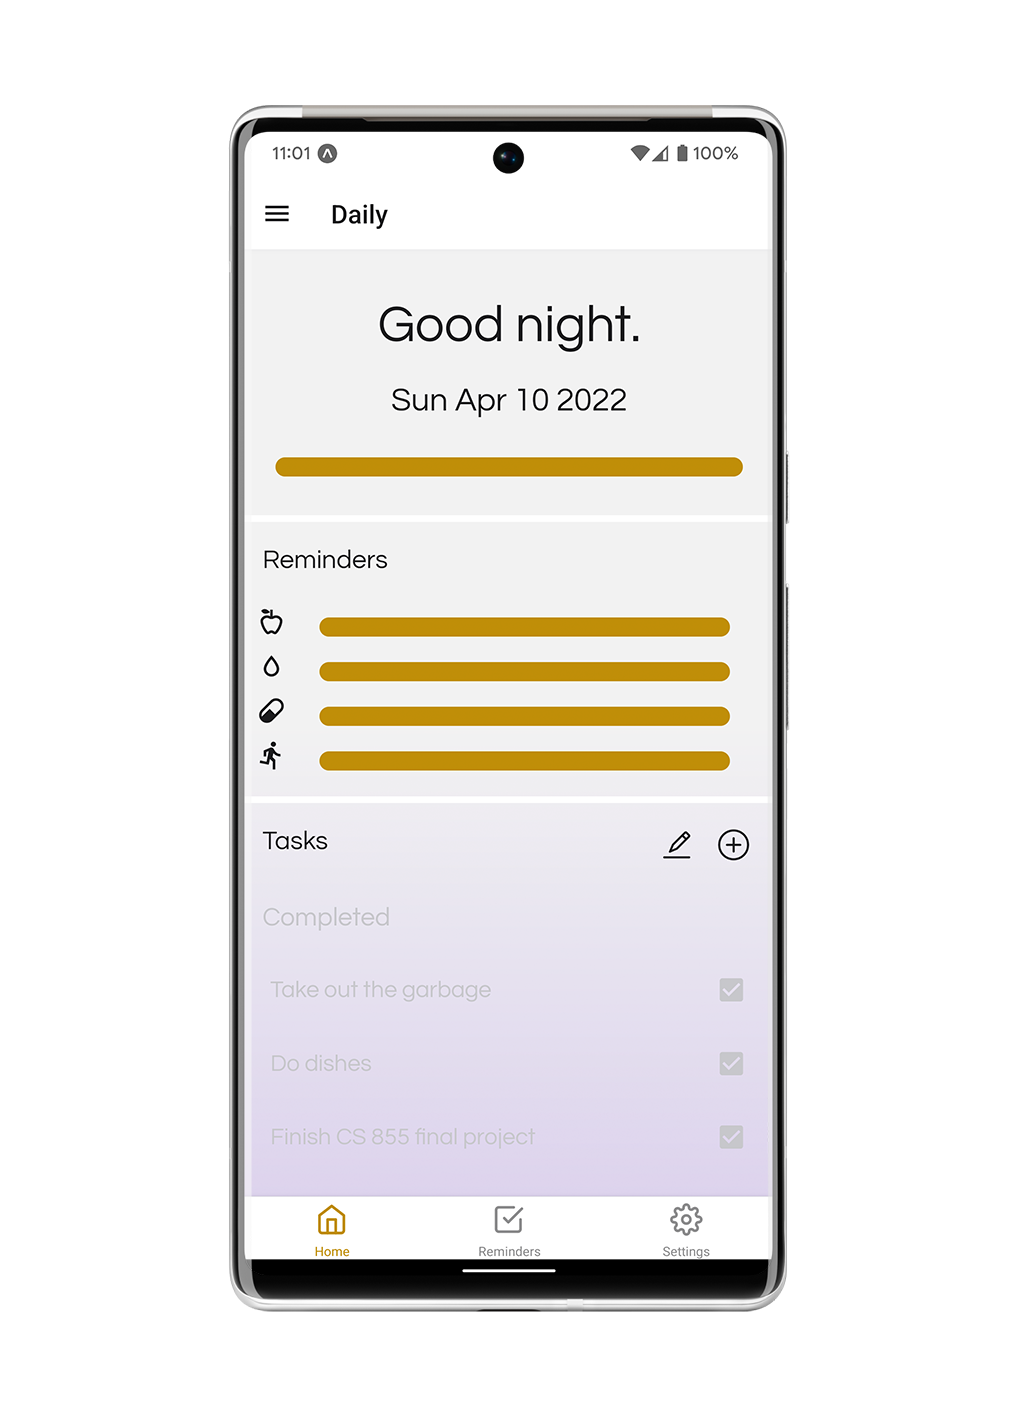 11:01 100%
Daily
Good night.
Sun Apr 10 2022
Reminders
Tasks
Completed
Take out the garbage
Do dishes
Finish CS 855 final project
Home Reminders Settings